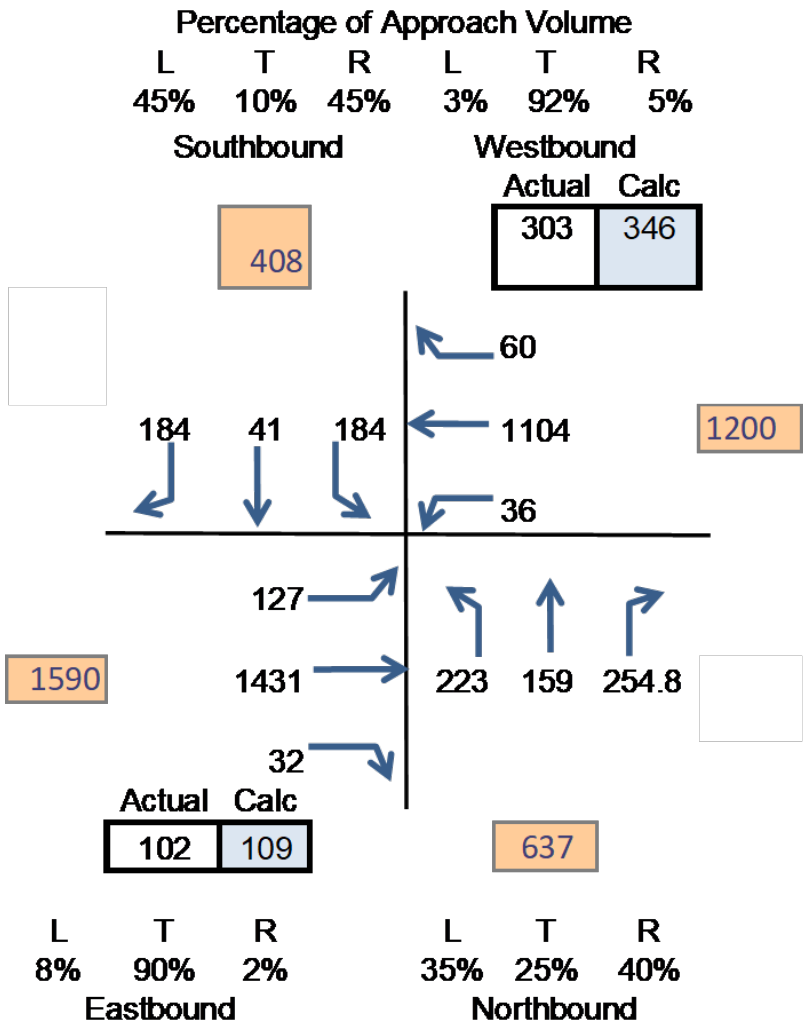 Percentage of Approach Volume
L T R L T R
45% 10% 45% 3% 92% 5%
Southbound Westbound
Actual Calc
303 346
408
60
184 41 184 1104 1200
36
127
1590 1431 223 159 254.8
32
Actual Calc
102 109 637
L T R L T R
8% 90% 2% 35% 25% 40%
Eastbound Northbound